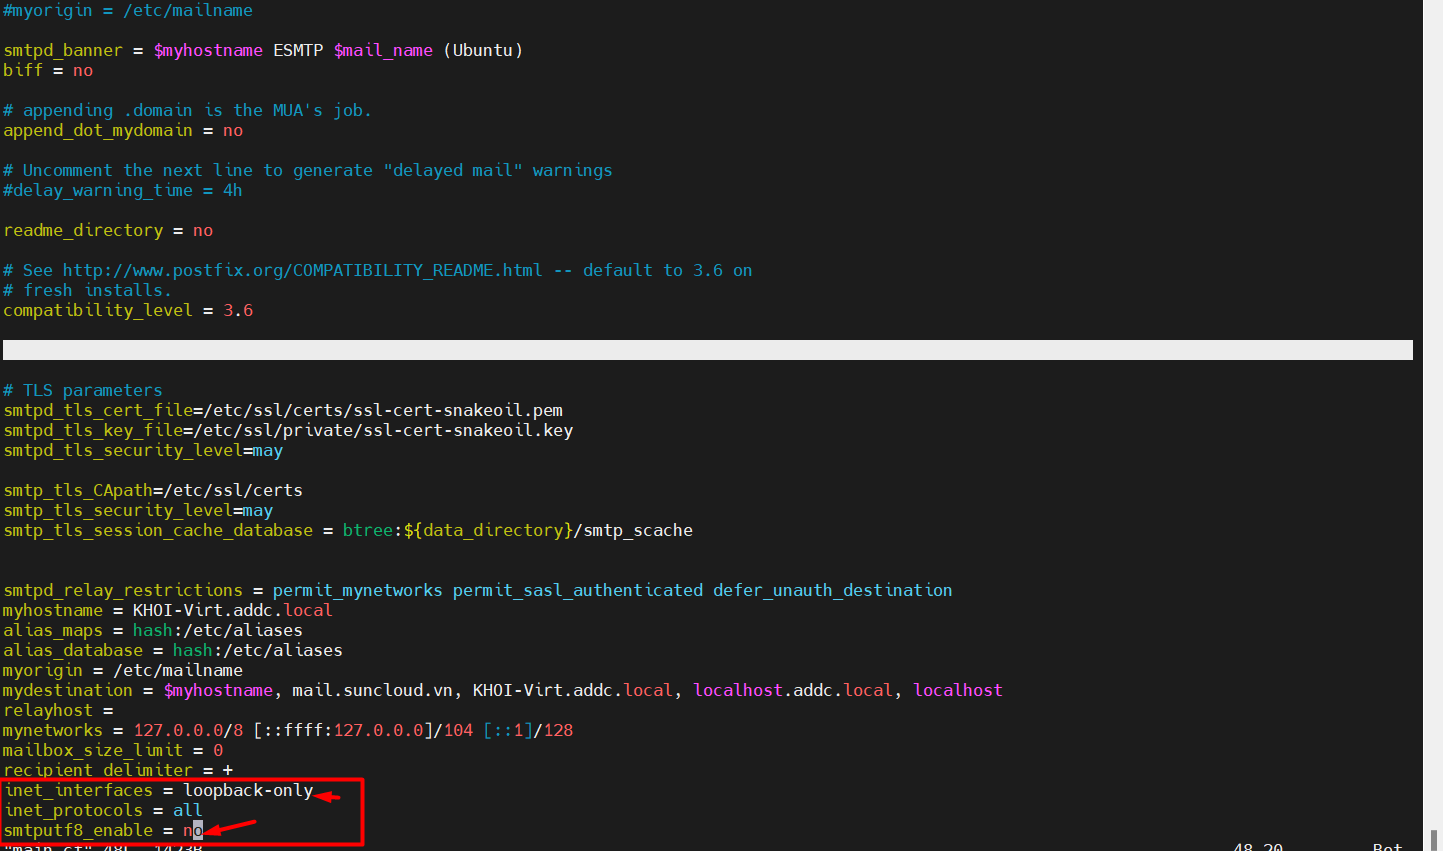 #myorigin = /etc/mailname
smtpd_banner = $myhostname ESMTP $mail_name (Ubuntu)
biff = no
# appending .domain is the MUA's job.
append_dot_mydomain = no
# Uncomment the next line to generate "delayed mail" warnings
#delay_warning_time = 4h
readme_directory = no
# See http://www.postfix.org/COMPATIBILITY_README.html -- default to 3.6 on
# fresh installs.
compatibility_level = 3.6
# TLS parameters
smtpd_tls_cert_file=/etc/ssl/certs/ssl-cert-snakeoil.pem
smtpd_tls_key_file=/etc/ssl/private/ssl-cert-snakeoil.key
smtpd_tls_security_level=may
smtp_tls_CApath=/etc/ssl/certs
smtp_tls_security_level=may
smtp_tls_session_cache_database = btree:${data_directory}/smtp_scache
smtpd_relay_restrictions = permit_mynetworks permit_sasl_authenticated defer_unauth_destination
myhostname = KHOI-Virt.addc.local
alias_maps = hash:/etc/aliases
alias_database = hash:/etc/aliases
myorigin = /etc/mailname
mydestination = $myhostname, mail.suncloud.vn, KHOI-Virt.addc.local, localhost.addc.local, localhost
relayhost =
mynetworks = 127.0.0.0/8 [::ffff:127.0.0.0]/104 [::1]/128
mailbox_size_limit = 0
recipient_delimiter = +
inet_interfaces = loopback-only
inet_protocols = all
smtputf8_enable = no
"main.cf" 48L, 1423B 48,20 Bot